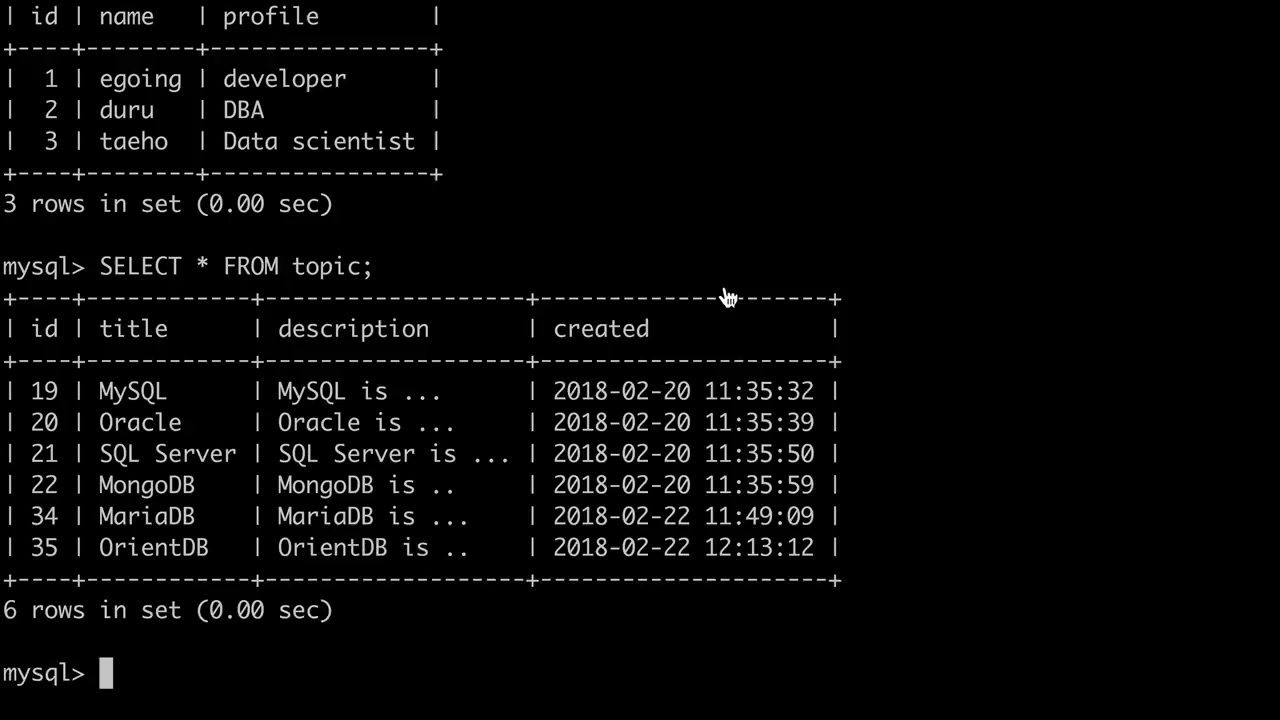 | id | name   | profile        |
+----+--------+----------------+
|  1 | egoing | developer      |
|  2 | duru   | DBA            |
|  3 | taeho  | Data scientist |
+----+--------+----------------+
3 rows in set (0.00 sec)

mysql> SELECT * FROM topic;
+----+------------+-------------------+---------------------+
| id | title      | description       | created             |
+----+------------+-------------------+---------------------+
| 19 | MySQL      | MySQL is ...      | 2018-02-20 11:35:32 |
| 20 | Oracle     | Oracle is ...     | 2018-02-20 11:35:39 |
| 21 | SQL Server | SQL Server is ... | 2018-02-20 11:35:50 |
| 22 | MongoDB    | MongoDB is ..     | 2018-02-20 11:35:59 |
| 34 | MariaDB    | MariaDB is ...    | 2018-02-22 11:49:09 |
| 35 | OrientDB   | OrientDB is ..    | 2018-02-22 12:13:12 |
+----+------------+-------------------+---------------------+
6 rows in set (0.00 sec)

mysql>